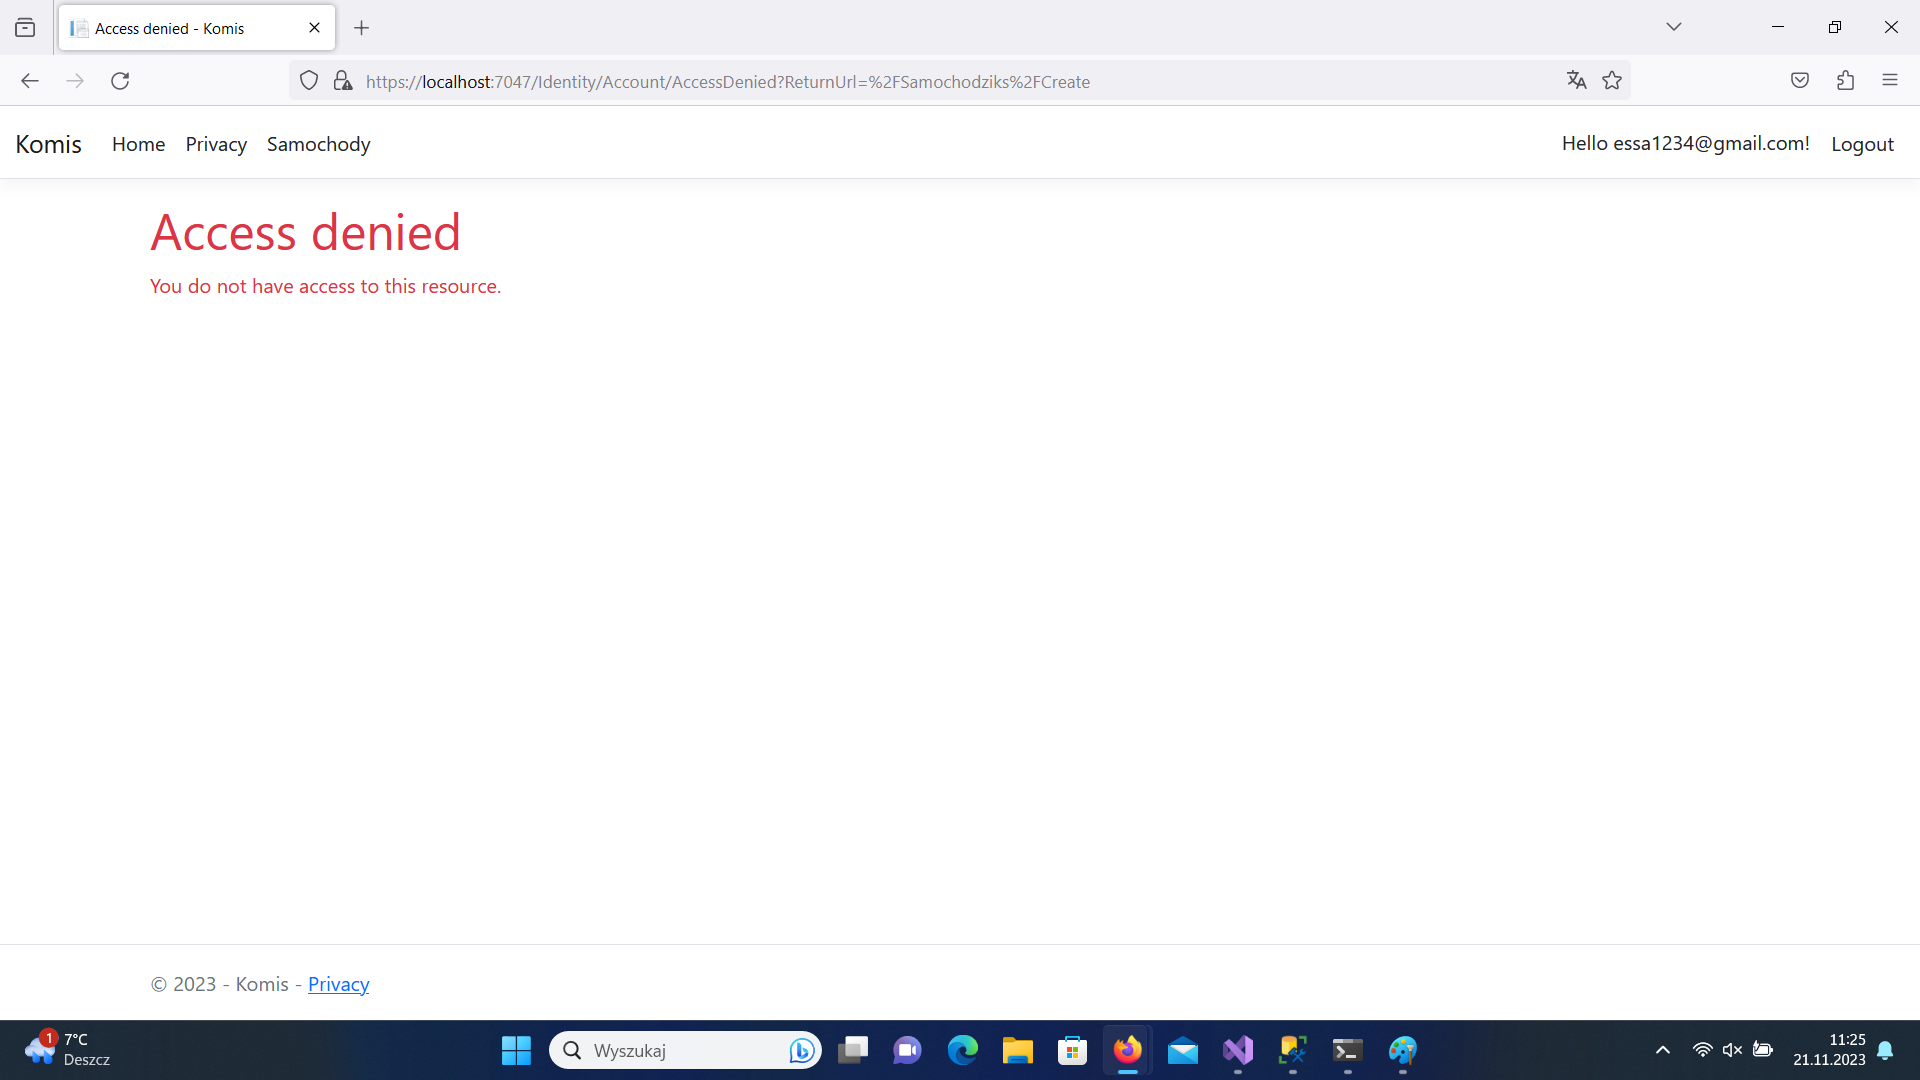 Access denied - Komis
https://localhost:7047/Identity/Account/AccessDenied?ReturnUrl=%2FSamochodziks%2FCreate
Komis Home Privacy Samochody Hello essa1234@gmail.com! Logout
Access denied
You do not have access to this resource.
© 2023 - Komis - Privacy
1 7°C
Deszcz
Wyszukaj
11:25
21.11.2023